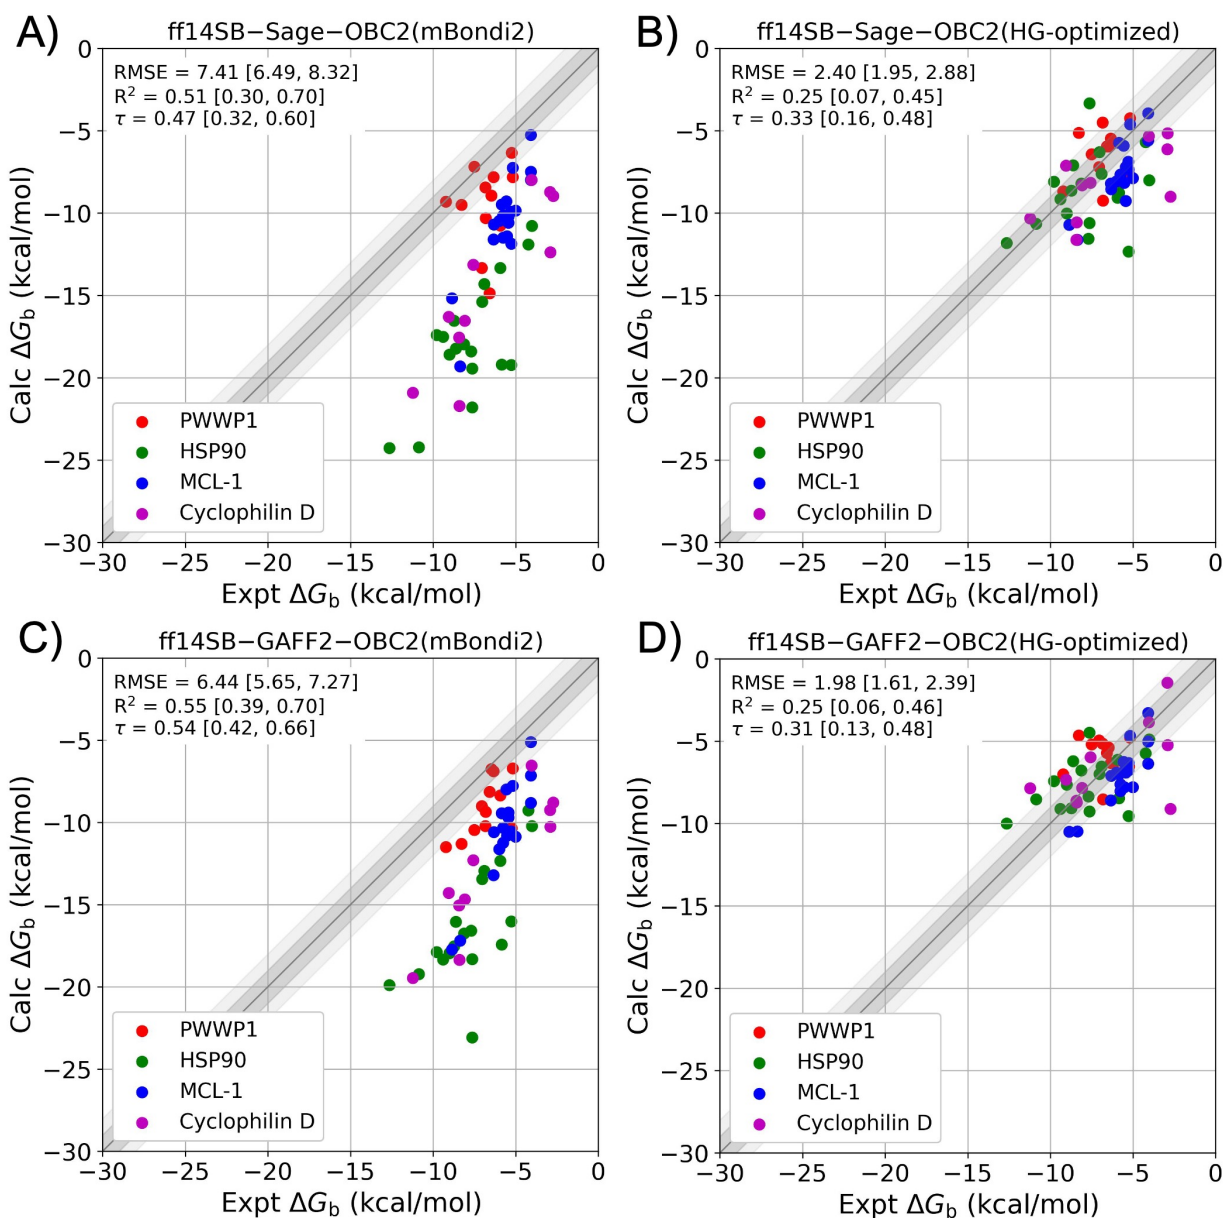 A)
ff14SB−Sage−OBC2(mBondi2)
RMSE = 7.41 [6.49, 8.32]
R² = 0.51 [0.30, 0.70]
τ = 0.47 [0.32, 0.60]
0
−5
−10
−15
−20
−25
−30
Calc ΔG_b (kcal/mol)
PWWP1
HSP90
MCL-1
Cyclophilin D
−30 −25 −20 −15 −10 −5 0
Expt ΔG_b (kcal/mol)
B)
ff14SB−Sage−OBC2(HG-optimized)
RMSE = 2.40 [1.95, 2.88]
R² = 0.25 [0.07, 0.45]
τ = 0.33 [0.16, 0.48]
0
−5
−10
−15
−20
−25
−30
Calc ΔG_b (kcal/mol)
PWWP1
HSP90
MCL-1
Cyclophilin D
−30 −25 −20 −15 −10 −5 0
Expt ΔG_b (kcal/mol)
C)
ff14SB−GAFF2−OBC2(mBondi2)
RMSE = 6.44 [5.65, 7.27]
R² = 0.55 [0.39, 0.70]
τ = 0.54 [0.42, 0.66]
0
−5
−10
−15
−20
−25
−30
Calc ΔG_b (kcal/mol)
PWWP1
HSP90
MCL-1
Cyclophilin D
−30 −25 −20 −15 −10 −5 0
Expt ΔG_b (kcal/mol)
D)
ff14SB−GAFF2−OBC2(HG-optimized)
RMSE = 1.98 [1.61, 2.39]
R² = 0.25 [0.06, 0.46]
τ = 0.31 [0.13, 0.48]
0
−5
−10
−15
−20
−25
−30
Calc ΔG_b (kcal/mol)
PWWP1
HSP90
MCL-1
Cyclophilin D
−30 −25 −20 −15 −10 −5 0
Expt ΔG_b (kcal/mol)